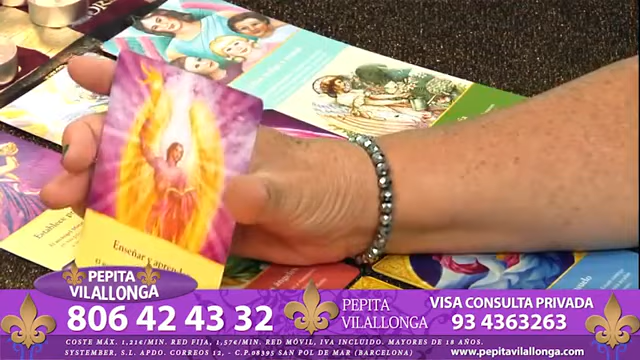 Enseñar y aprender
PEPITA
VILALLONGA
806 42 43 32
PEPITA
VILALLONGA
VISA CONSULTA PRIVADA
93 4363263
COSTE MÁX. 1,21€/MIN. RED FIJA, 1,57€/MIN. RED MÓVIL, IVA INCLUIDO. MAYORES DE 18 AÑOS.
SYSTEMBER, S.L. APDO. CORREOS 12, - C.P.08395 SAN POL DE MAR (BARCELONA)
www.pepitavilallonga.com